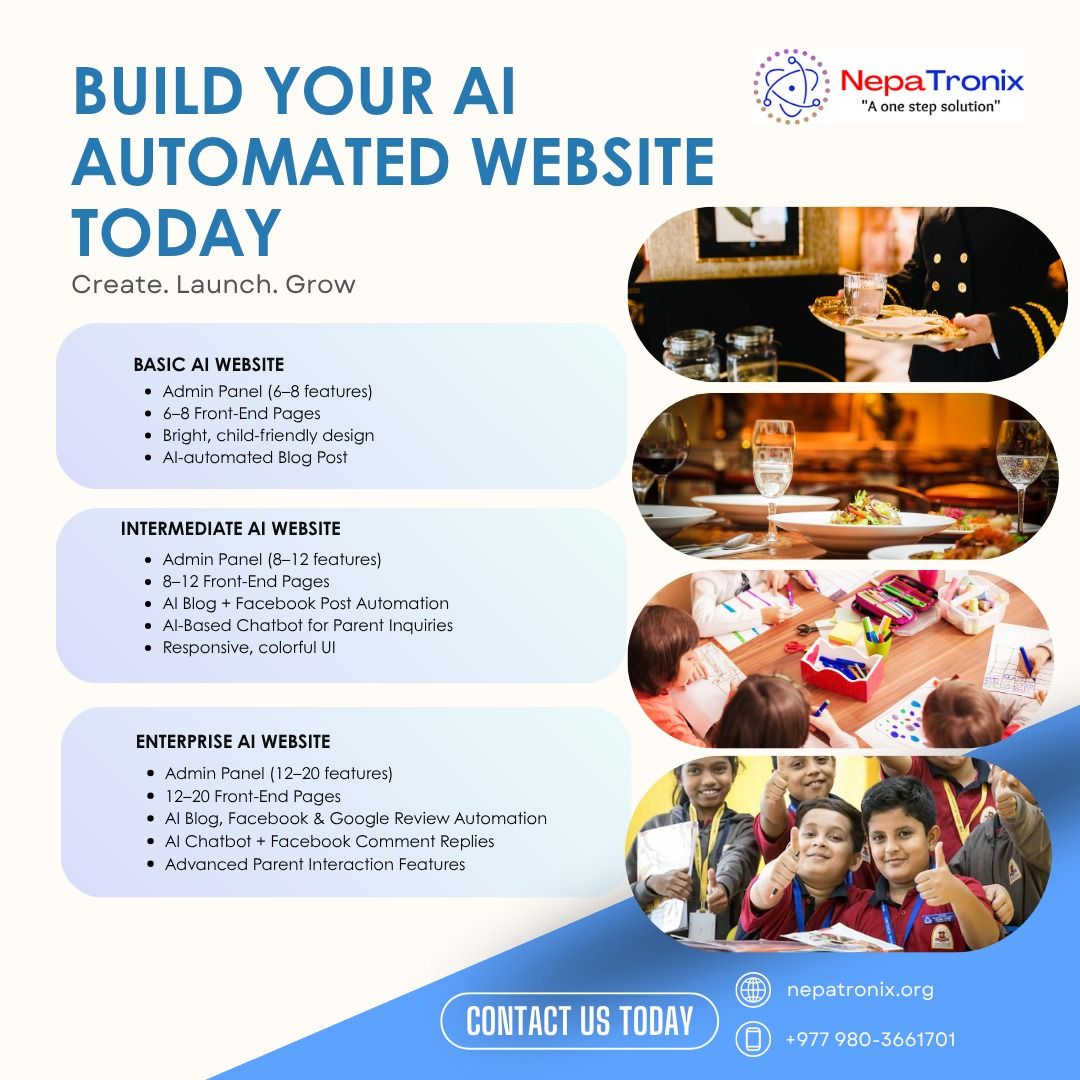 BUILD YOUR AI
AUTOMATED WEBSITE
TODAY
Create. Launch. Grow
NepaTronix
"A one step solution"
BASIC AI WEBSITE
• Admin Panel (6–8 features)
• 6–8 Front-End Pages
• Bright, child-friendly design
• AI-automated Blog Post
INTERMEDIATE AI WEBSITE
• Admin Panel (8–12 features)
• 8–12 Front-End Pages
• AI Blog + Facebook Post Automation
• AI-Based Chatbot for Parent Inquiries
• Responsive, colorful UI
ENTERPRISE AI WEBSITE
• Admin Panel (12–20 features)
• 12–20 Front-End Pages
• AI Blog, Facebook & Google Review Automation
• AI Chatbot + Facebook Comment Replies
• Advanced Parent Interaction Features
CONTACT US TODAY
nepatronix.org
+977 980-3661701